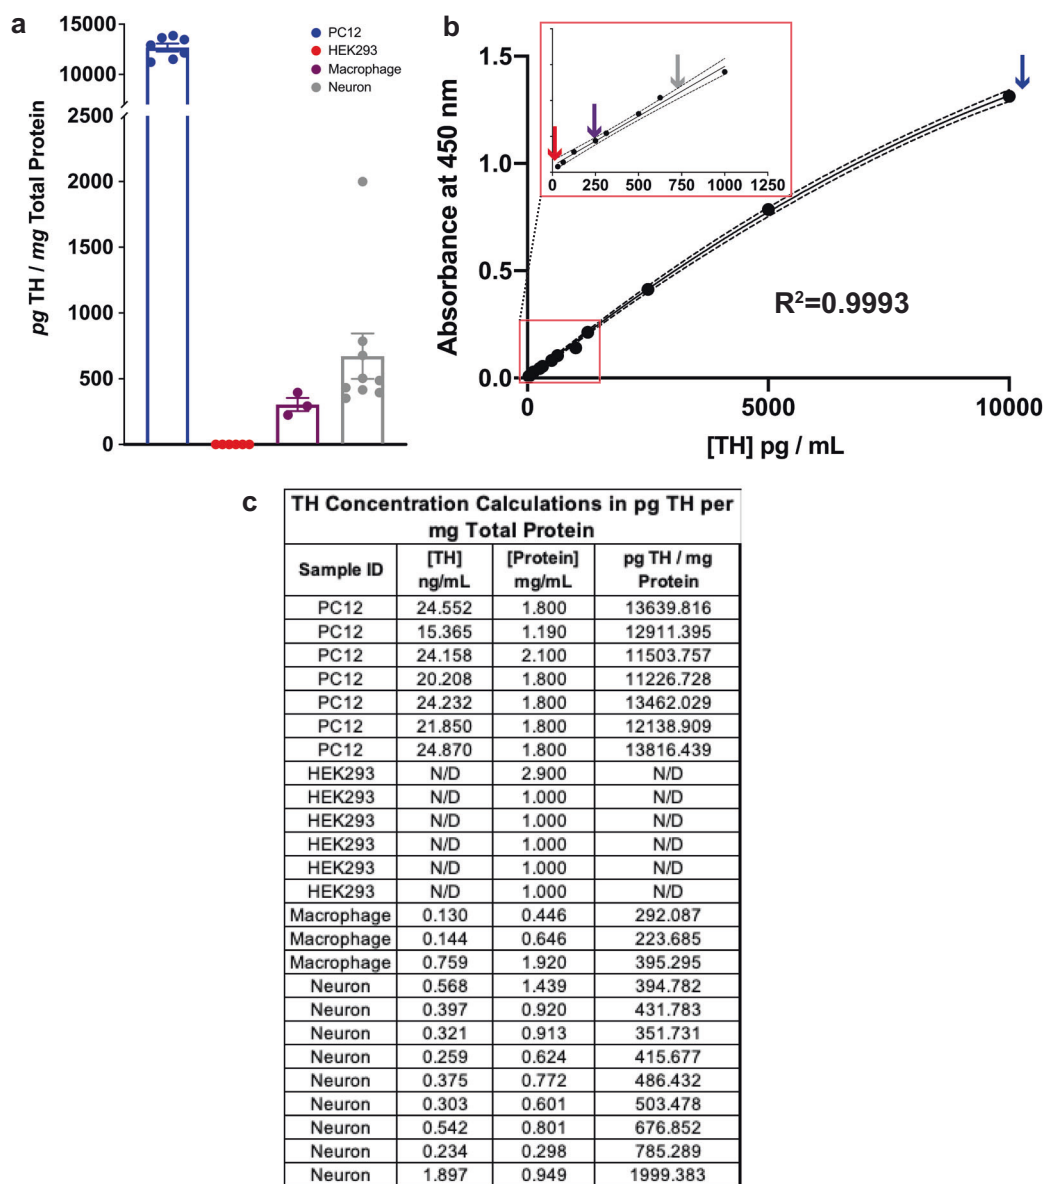 a
15000
10000
2500
2000
1500
1000
500
0
pg TH / mg Total Protein
PC12
HEK293
Macrophage
Neuron
b
1.5
1.0
0.5
0.0
Absorbance at 450 nm
0 250 500 750 1000 1250
R²=0.9993
0 5000 10000
[TH] pg / mL
c
TH Concentration Calculations in pg TH per
mg Total Protein
Sample ID [TH] ng/mL [Protein] mg/mL pg TH / mg Protein
PC12 24.552 1.800 13639.816
PC12 15.365 1.190 12911.395
PC12 24.158 2.100 11503.757
PC12 20.208 1.800 11226.728
PC12 24.232 1.800 13462.029
PC12 21.850 1.800 12138.909
PC12 24.870 1.800 13816.439
HEK293 N/D 2.900 N/D
HEK293 N/D 1.000 N/D
HEK293 N/D 1.000 N/D
HEK293 N/D 1.000 N/D
HEK293 N/D 1.000 N/D
HEK293 N/D 1.000 N/D
Macrophage 0.130 0.446 292.087
Macrophage 0.144 0.646 223.685
Macrophage 0.759 1.920 395.295
Neuron 0.568 1.439 394.782
Neuron 0.397 0.920 431.783
Neuron 0.321 0.913 351.731
Neuron 0.259 0.624 415.677
Neuron 0.375 0.772 486.432
Neuron 0.303 0.601 503.478
Neuron 0.542 0.801 676.852
Neuron 0.234 0.298 785.289
Neuron 1.897 0.949 1999.383